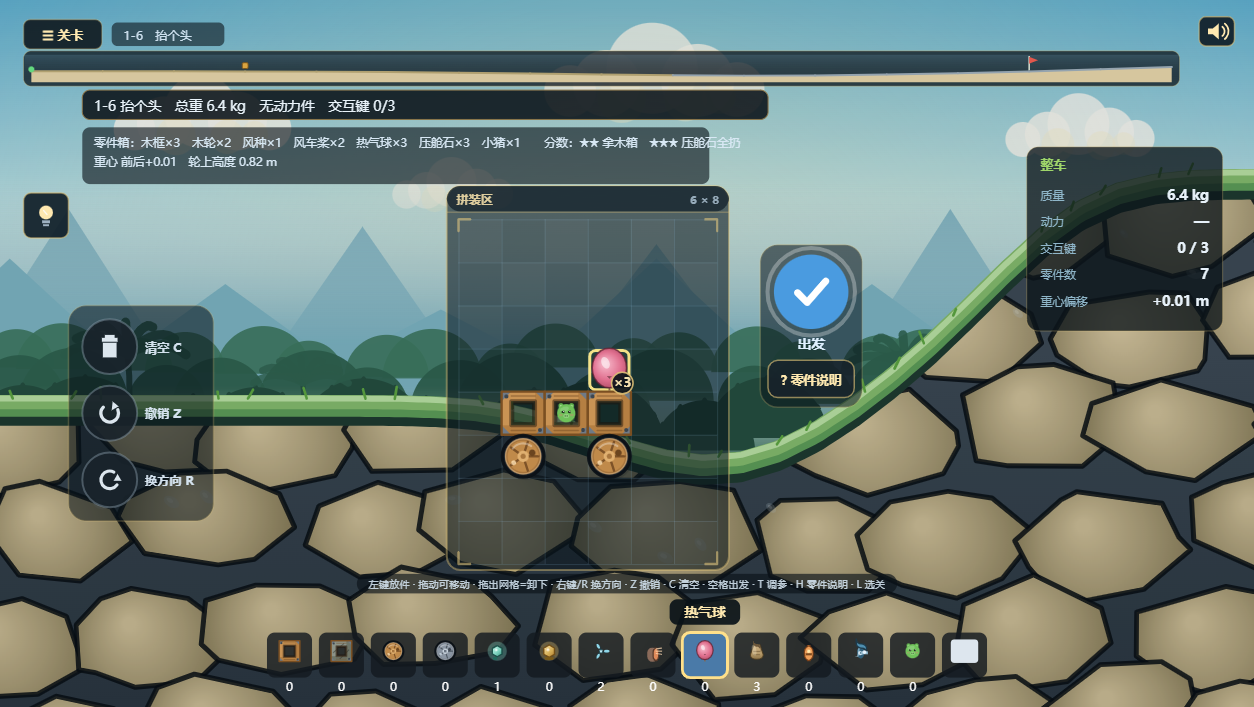 ☰ 关卡
1-6 抬个头
1-6 抬个头 总重 6.4 kg 无动力件 交互键 0/3
零件箱：木框×3 木轮×2 风种×1 风车桨×2 热气球×3 压舱石×3 小猪×1 分数：★★ 拿木箱 ★★★ 压舱石全扔
重心 前后+0.01 轮上高度 0.82 m
拼装区 6 × 8
整车
质量 6.4 kg
动力 —
交互键 0 / 3
零件数 7
重心偏移 +0.01 m
清空 C
撤销 Z
换方向 R
×3
出发
? 零件说明
左键放件 · 拖动可移动 · 拖出网格=卸下 · 右键/R 换方向 · Z 撤销 · C 清空 · 空格出发 · T 调参 · H 零件说明 · L 选关
热气球
0 0 0 0 1 0 2 0 0 3 0 0 0